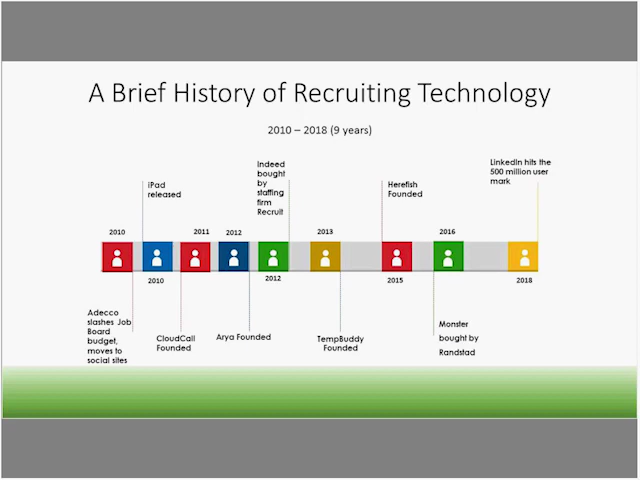 A Brief History of Recruiting Technology
2010 – 2018 (9 years)
Indeed
bought
by
staffing
firm
Recruit
LinkedIn hits the
500 million user
mark
iPad
released
Herefish
Founded
2010
2011
2012
2013
2016
2010
2012
2015
2018
Adecco
slashes Job
Board
budget,
moves to
social sites
CloudCall
Founded
Arya Founded
TempBuddy
Founded
Monster
bought by
Randstad